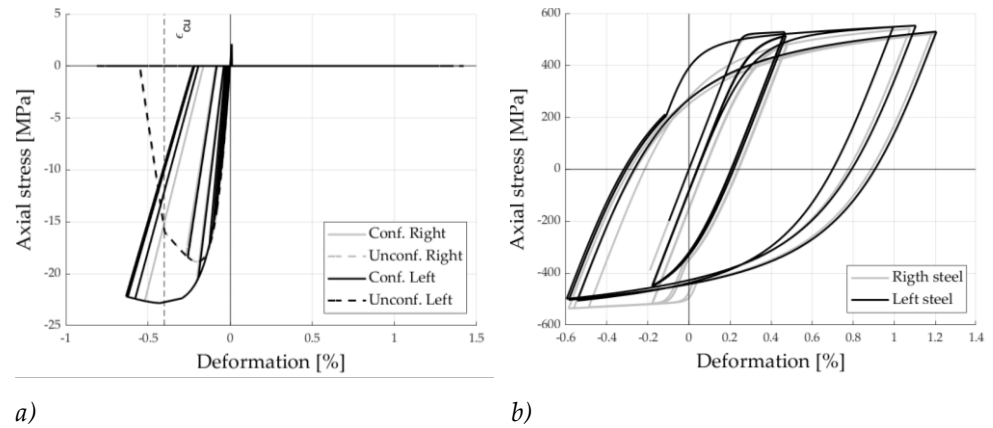 5
0
-5
-10
-15
-20
-25
Axial stress [MPa]
ϵcu
Conf. Right
Unconf. Right
Conf. Left
Unconf. Left
-1
-0.5
0
0.5
1
1.5
Deformation [%]
a)
600
400
200
0
-200
-400
-600
Axial stress [MPa]
Rigth steel
Left steel
-0.6
-0.4
-0.2
0
0.2
0.4
0.6
0.8
1
1.2
1.4
Deformation [%]
b)